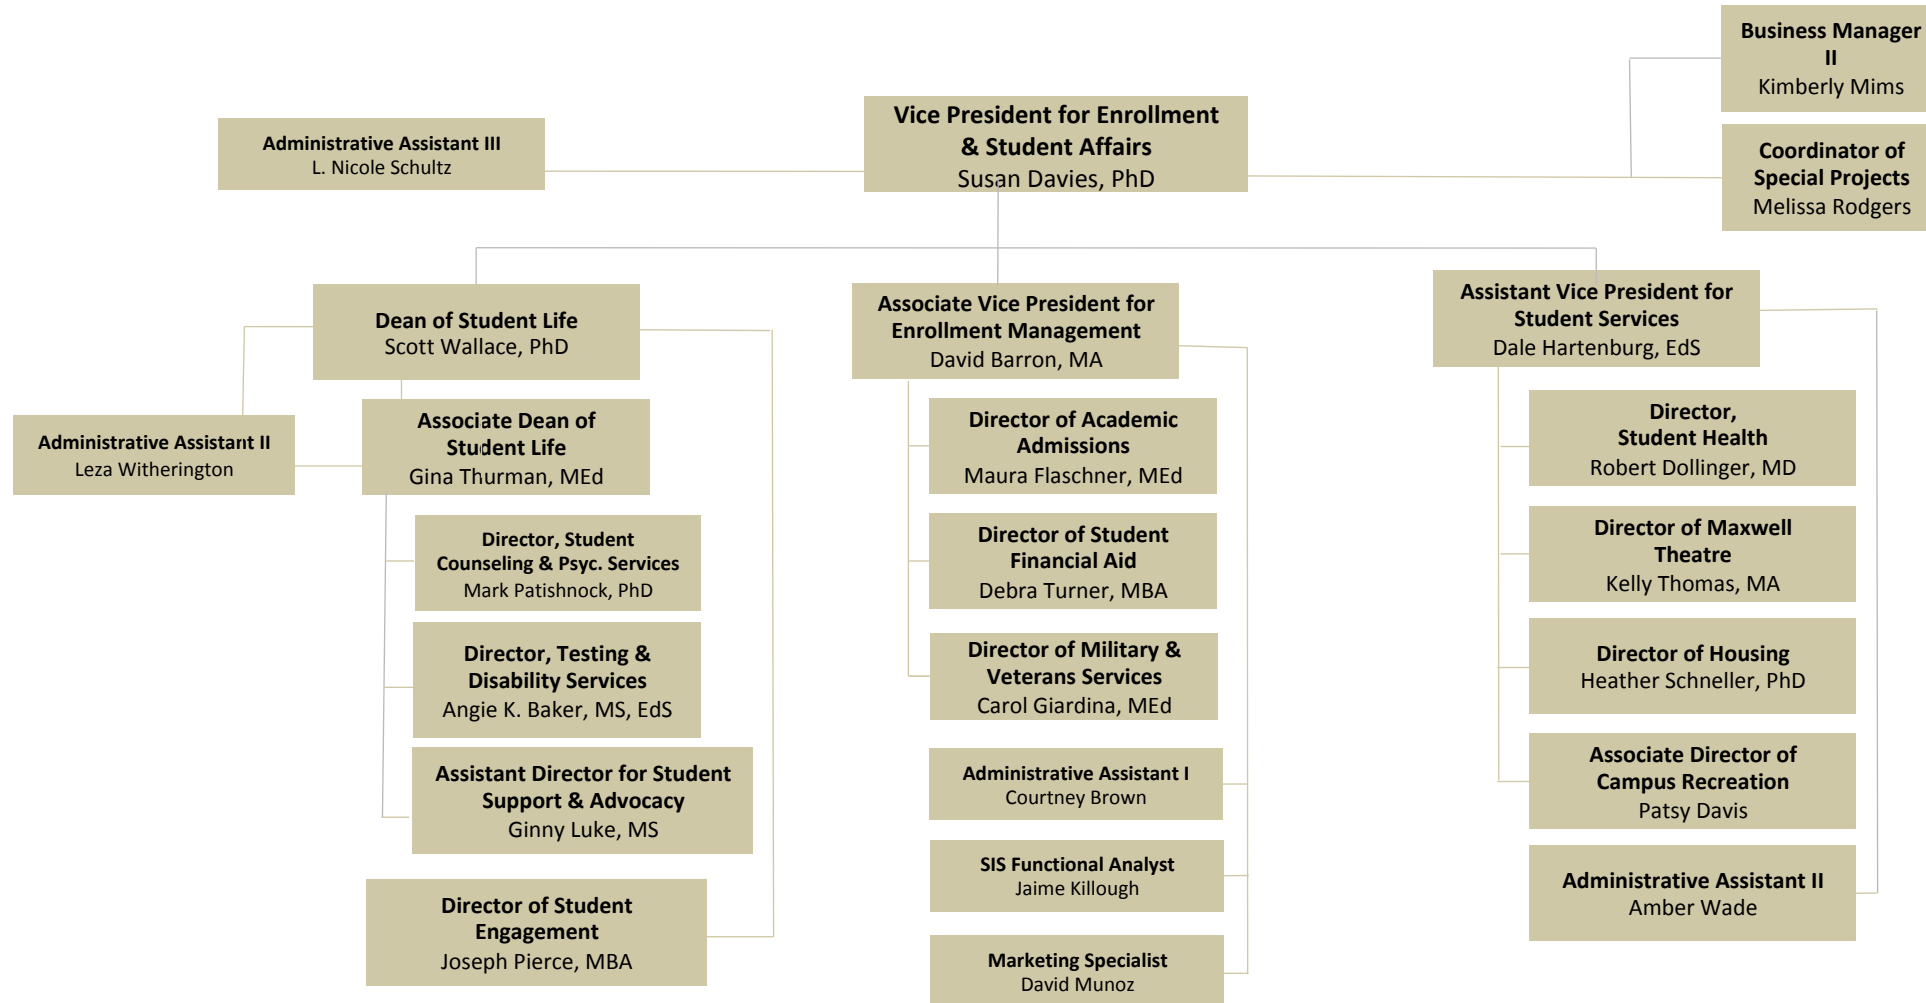 Business Manager
II
Kimberly Mims
Vice President for Enrollment
& Student Affairs
Susan Davies, PhD
Administrative Assistant III
L. Nicole Schultz
Coordinator of
Special Projects
Melissa Rodgers
Dean of Student Life
Scott Wallace, PhD
Administrative Assistant II
Leza Witherington
Associate Dean of
Student Life
Gina Thurman, MEd
Director, Student
Counseling & Psyc. Services
Mark Patishnock, PhD
Director, Testing &
Disability Services
Angie K. Baker, MS, EdS
Assistant Director for Student
Support & Advocacy
Ginny Luke, MS
Director of Student
Engagement
Joseph Pierce, MBA
Associate Vice President for
Enrollment Management
David Barron, MA
Director of Academic
Admissions
Maura Flaschner, MEd
Director of Student
Financial Aid
Debra Turner, MBA
Director of Military &
Veterans Services
Carol Giardina, MEd
Administrative Assistant I
Courtney Brown
SIS Functional Analyst
Jaime Killough
Marketing Specialist
David Munoz
Assistant Vice President for
Student Services
Dale Hartenburg, EdS
Director,
Student Health
Robert Dollinger, MD
Director of Maxwell
Theatre
Kelly Thomas, MA
Director of Housing
Heather Schneller, PhD
Associate Director of
Campus Recreation
Patsy Davis
Administrative Assistant II
Amber Wade